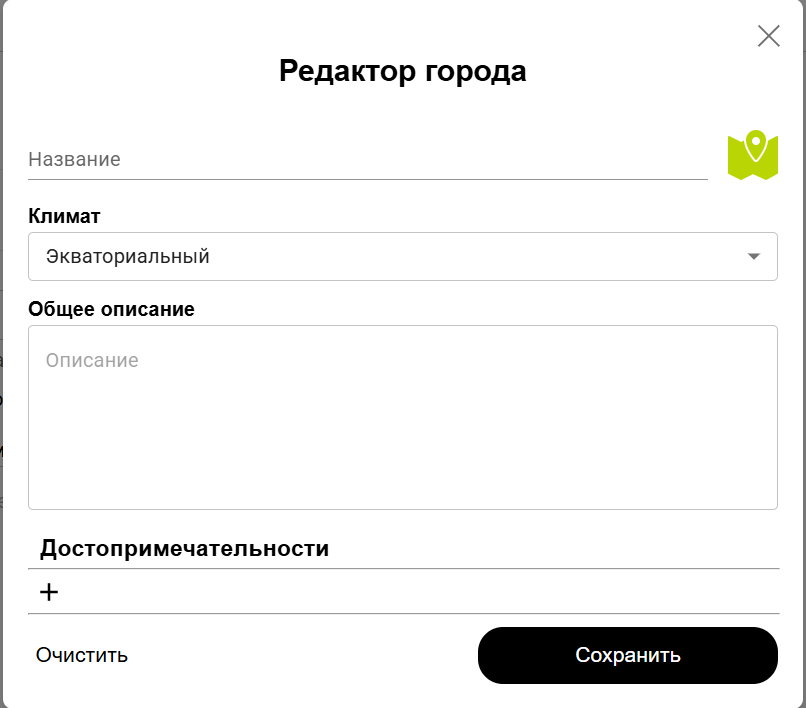 Редактор города
Название
Климат
Экваториальный
Общее описание
Описание
Достопримечательности
+
Очистить
Сохранить